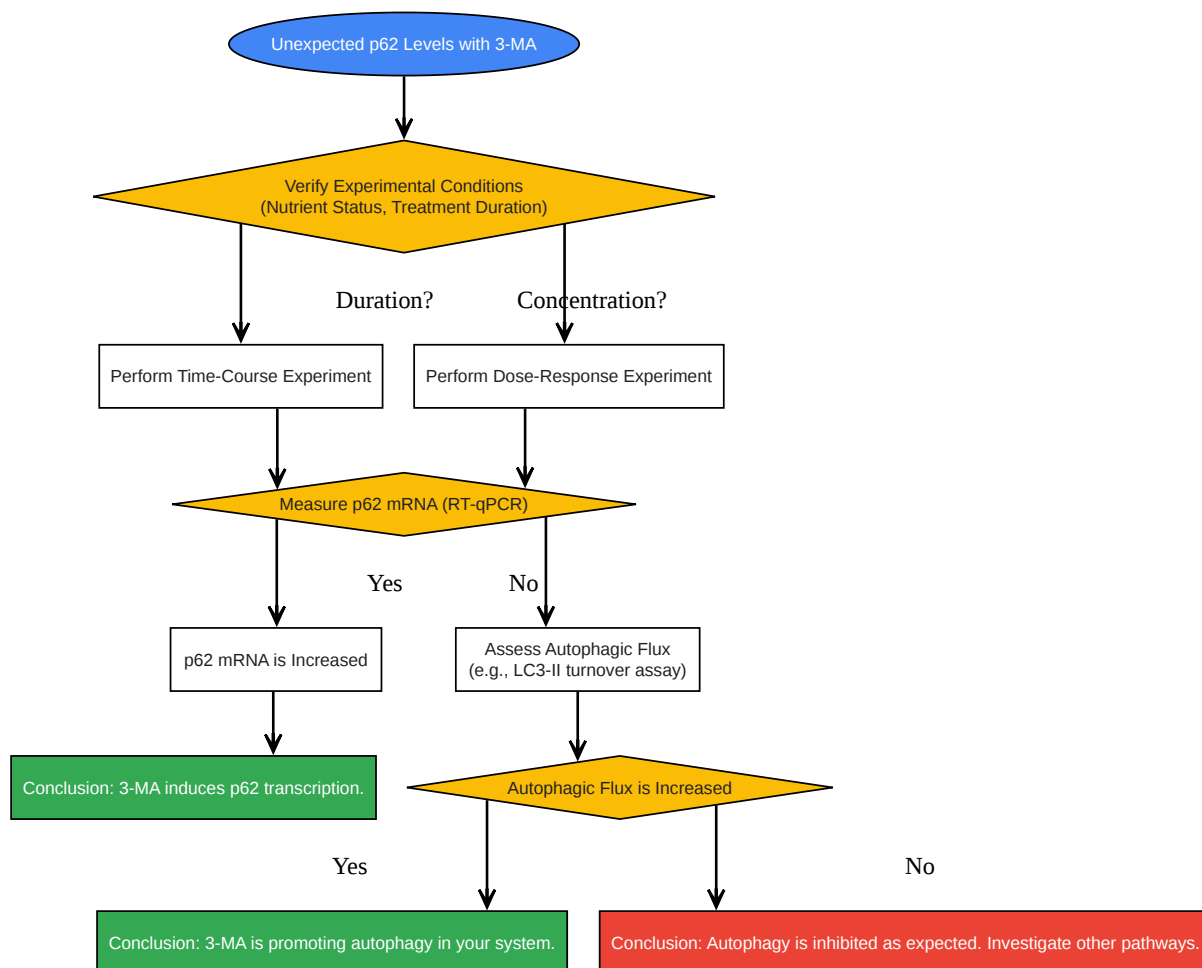 Unexpected p62 Levels with 3-MA
Verify Experimental Conditions
(Nutrient Status, Treatment Duration)
Duration?
Concentration?
Perform Time-Course Experiment
Perform Dose-Response Experiment
Measure p62 mRNA (RT-qPCR)
Yes
No
p62 mRNA is Increased
Assess Autophagic Flux
(e.g., LC3-II turnover assay)
Conclusion: 3-MA induces p62 transcription.
Autophagic Flux is Increased
Yes
No
Conclusion: 3-MA is promoting autophagy in your system.
Conclusion: Autophagy is inhibited as expected. Investigate other pathways.